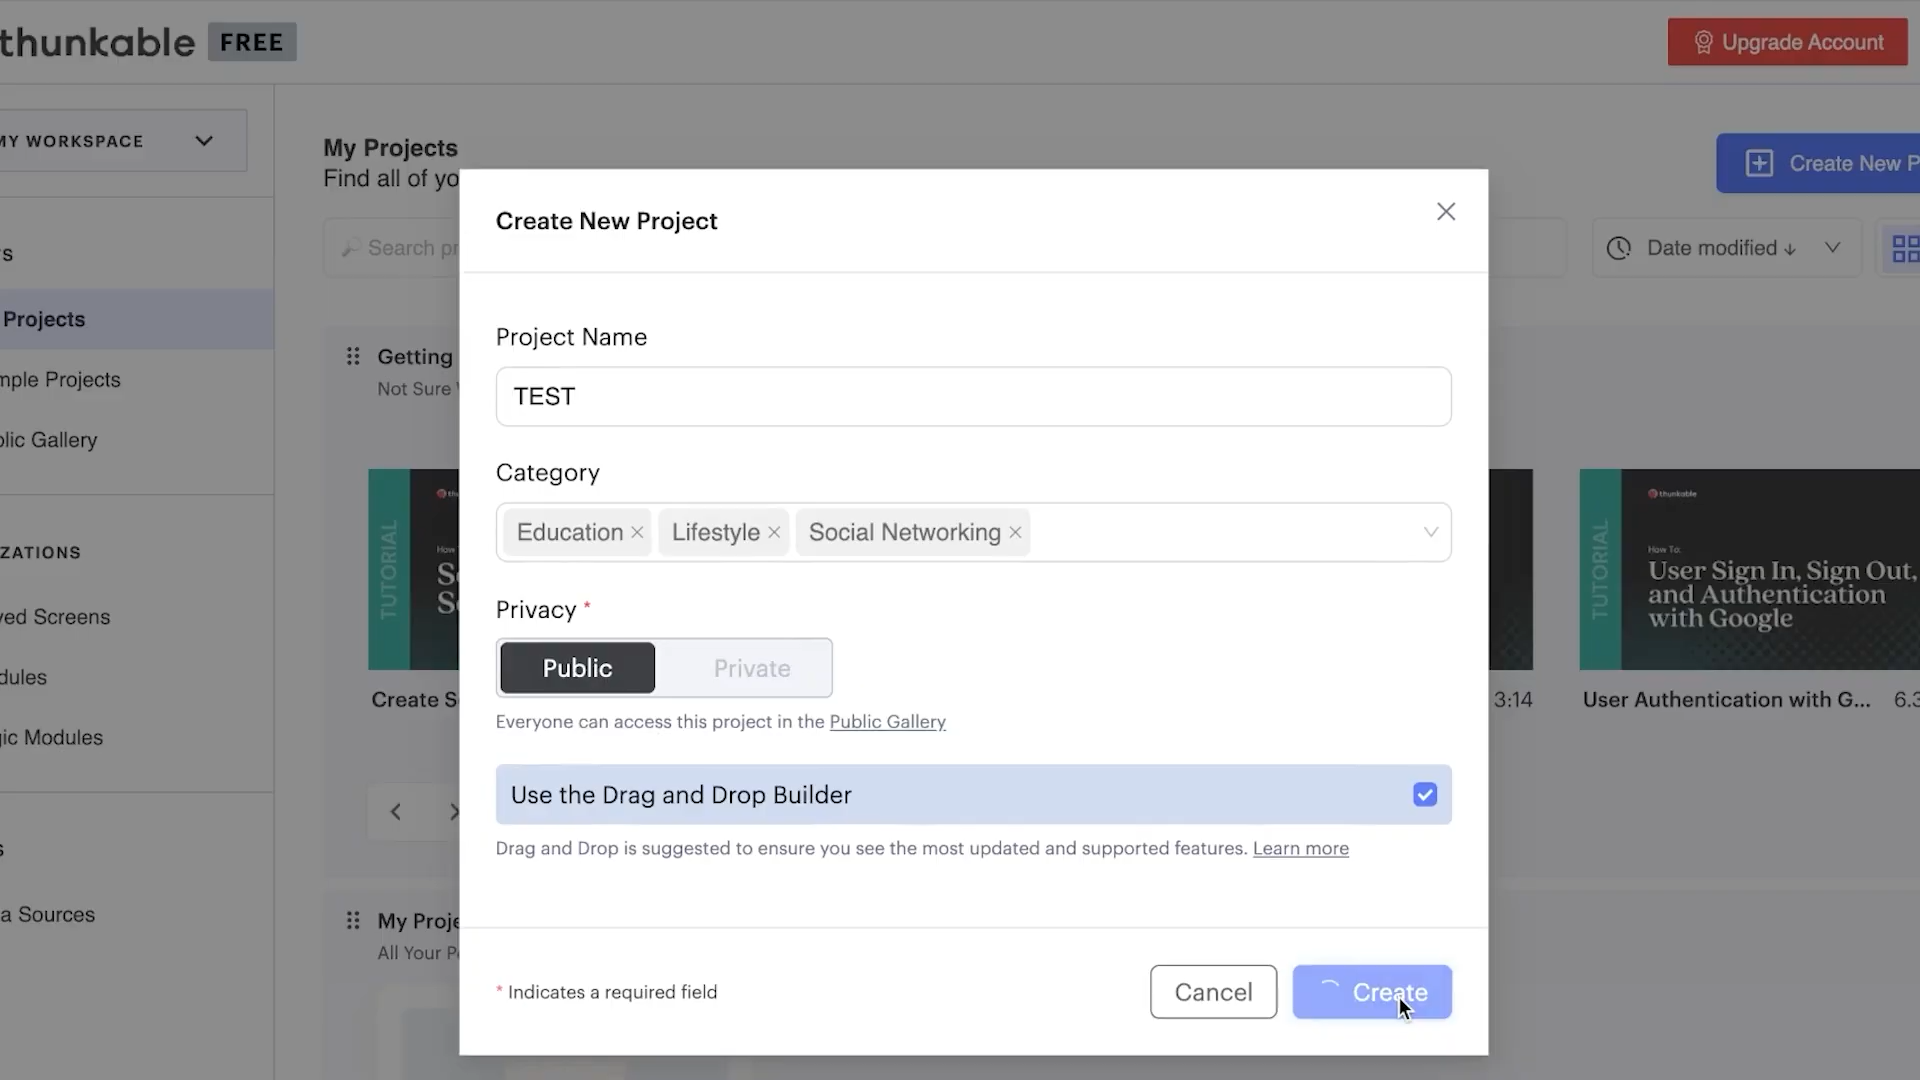 thunkable FREE
Upgrade Account
MY WORKSPACE
My Projects
Create New P
Find all of yo
Create New Project
Search pr
Date modified ↓
S
Projects
Project Name
Getting
mple Projects
Not Sure
TEST
olic Gallery
Category
Education × Lifestyle × Social Networking ×
TUTORIAL
How
thunkable
TUTORIAL
How To:
User Sign In, Sign Out,
and Authentication
with Google
ZATIONS
Privacy *
ved Screens
Public Private
dules
Create S
3:14
User Authentication with G...
6.3
Everyone can access this project in the Public Gallery
gic Modules
Use the Drag and Drop Builder
Drag and Drop is suggested to ensure you see the most updated and supported features. Learn more
s
a Sources
My Proje
All Your P
* Indicates a required field
Cancel
Create